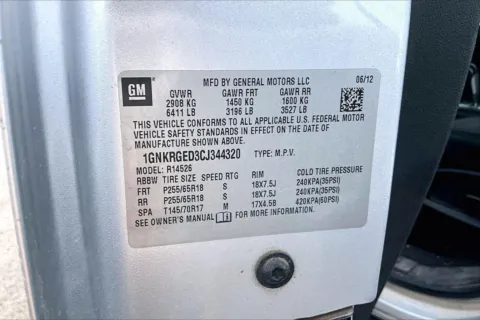 GM
MFD BY GENERAL MOTORS LLC 06/12
GVWR GAWR FRT GAWR RR
2908 KG 1450 KG 1600 KG
6411 LB 3196 LB 3527 LB
THIS VEHICLE CONFORMS TO ALL APPLICABLE U.S. FEDERAL MOTOR
VEHICLE SAFETY STANDARDS IN EFFECT ON THE DATE OF
MANUFACTURE SHOWN ABOVE.
1GNKRGED3CJ344320 TYPE: M.P.V.
MODEL: R14526
RBBW TIRE SIZE SPEED RTG RIM COLD TIRE PRESSURE
FRT P255/65R18 S 18X7.5J 240KPA(35PSI)
RR P255/65R18 S 18X7.5J 240KPA(35PSI)
SPA T145/70R17 M 17X4.5B 420KPA(60PSI)
SEE OWNER'S MANUAL FOR MORE INFORMATION.